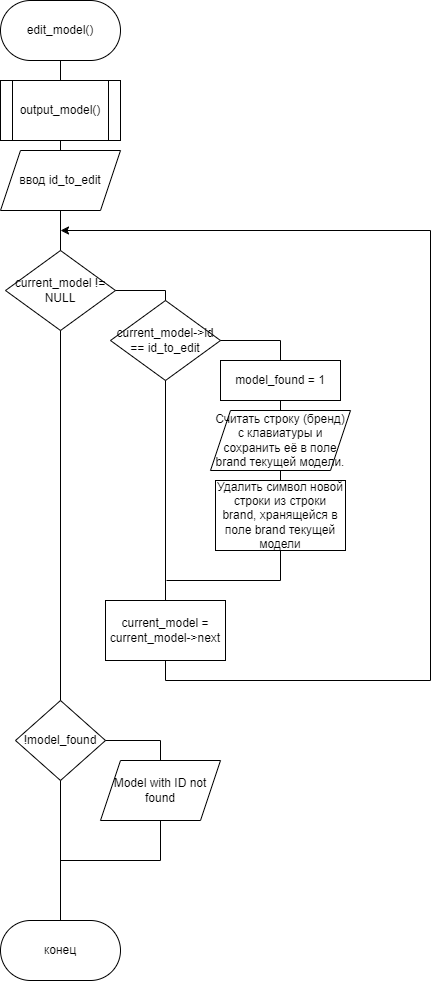 edit_model()
output_model()
ввод id_to_edit
current_model !=
NULL
current_model->id
== id_to_edit
model_found = 1
Считать строку (бренд)
с клавиатуры и
сохранить её в поле
brand текущей модели.
Удалить символ новой
строки из строки
brand, хранящейся в
поле brand текущей
модели
current_model =
current_model->next
!model_found
Model with ID not
found
конец